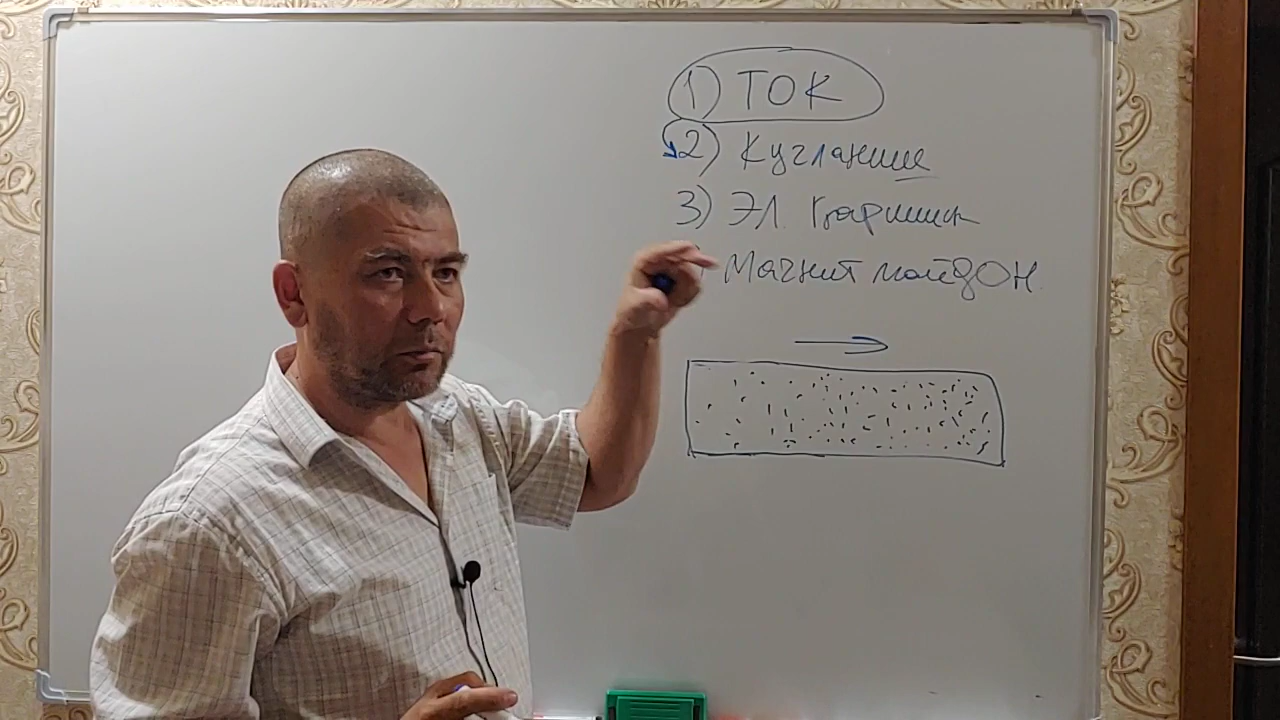 1) ТОК
2) Кучланиш
3) ЭЛ. Қаршилик
Магнит майдон.